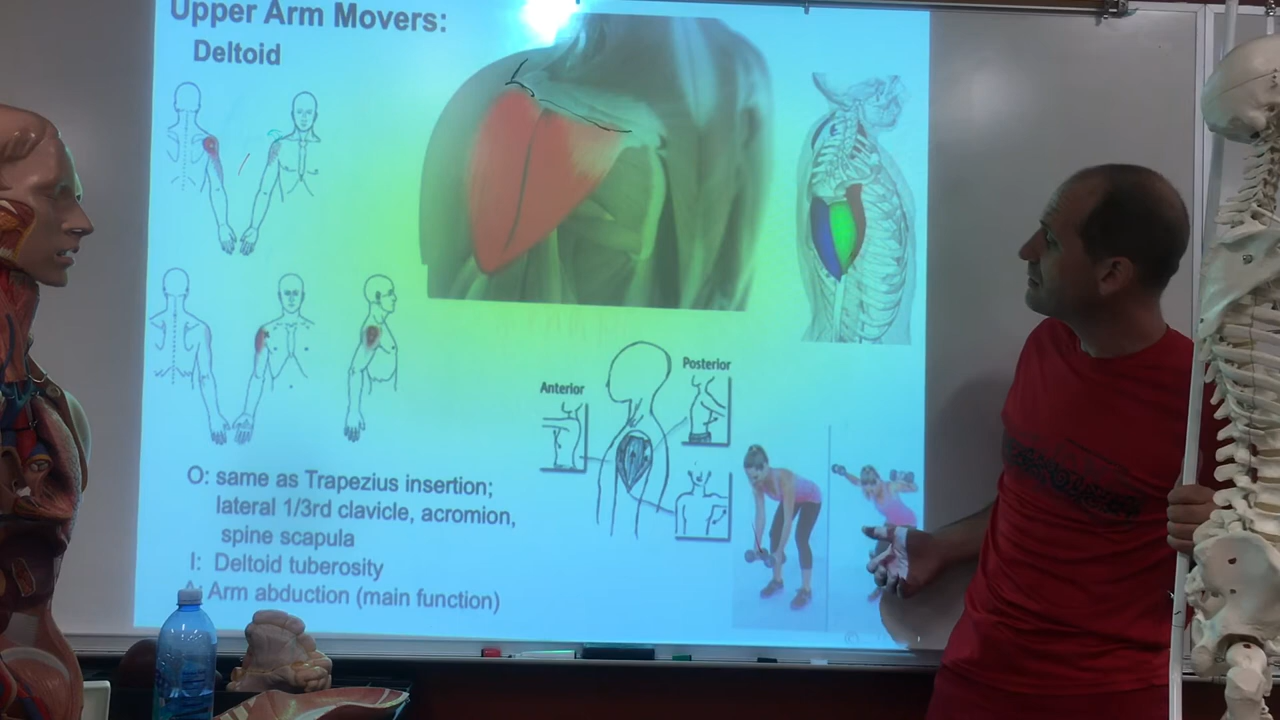 Upper Arm Movers:
Deltoid
Anterior
Posterior
O: same as Trapezius insertion;
lateral 1/3rd clavicle, acromion,
spine scapula
I: Deltoid tuberosity
Arm abduction (main function)